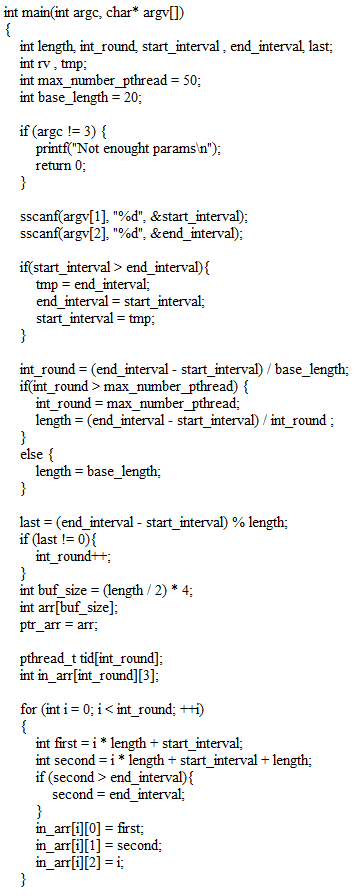 int main(int argc, char* argv[])
{
int length, int_round, start_interval , end_interval, last;
int rv , tmp;
int max_number_pthread = 50;
int base_length = 20;
if (argc != 3) {
printf("Not enought params\n");
return 0;
}
sscanf(argv[1], "%d", &start_interval);
sscanf(argv[2], "%d", &end_interval);
if(start_interval > end_interval){
tmp = end_interval;
end_interval = start_interval;
start_interval = tmp;
}
int_round = (end_interval - start_interval) / base_length;
if(int_round > max_number_pthread) {
int_round = max_number_pthread;
length = (end_interval - start_interval) / int_round ;
}
else {
length = base_length;
}
last = (end_interval - start_interval) % length;
if (last != 0){
int_round++;
}
int buf_size = (length / 2) * 4;
int arr[buf_size];
ptr_arr = arr;
pthread_t tid[int_round];
int in_arr[int_round][3];
for (int i = 0; i < int_round; ++i)
{
int first = i * length + start_interval;
int second = i * length + start_interval + length;
if (second > end_interval){
second = end_interval;
}
in_arr[i][0] = first;
in_arr[i][1] = second;
in_arr[i][2] = i;
}